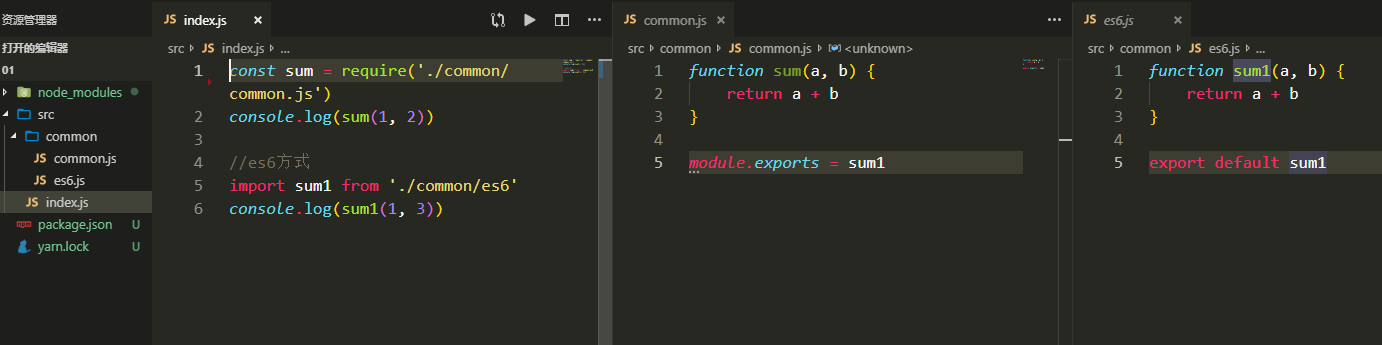 资源管理器
打开的编辑器
01
node_modules
src
common
common.js
es6.js
index.js
package.json U
yarn.lock U
JS index.js ×
src > JS index.js > ...
1 const sum = require('./common/
common.js')
2 console.log(sum(1, 2))
3
4 //es6方式
5 import sum1 from './common/es6'
6 console.log(sum1(1, 3))
JS common.js ×
src > common > JS common.js > <unknown>
1 function sum(a, b) {
2 return a + b
3 }
4
5 module.exports = sum1
JS es6.js ×
src > common > JS es6.js > ...
1 function sum1(a, b) {
2 return a + b
3 }
4
5 export default sum1